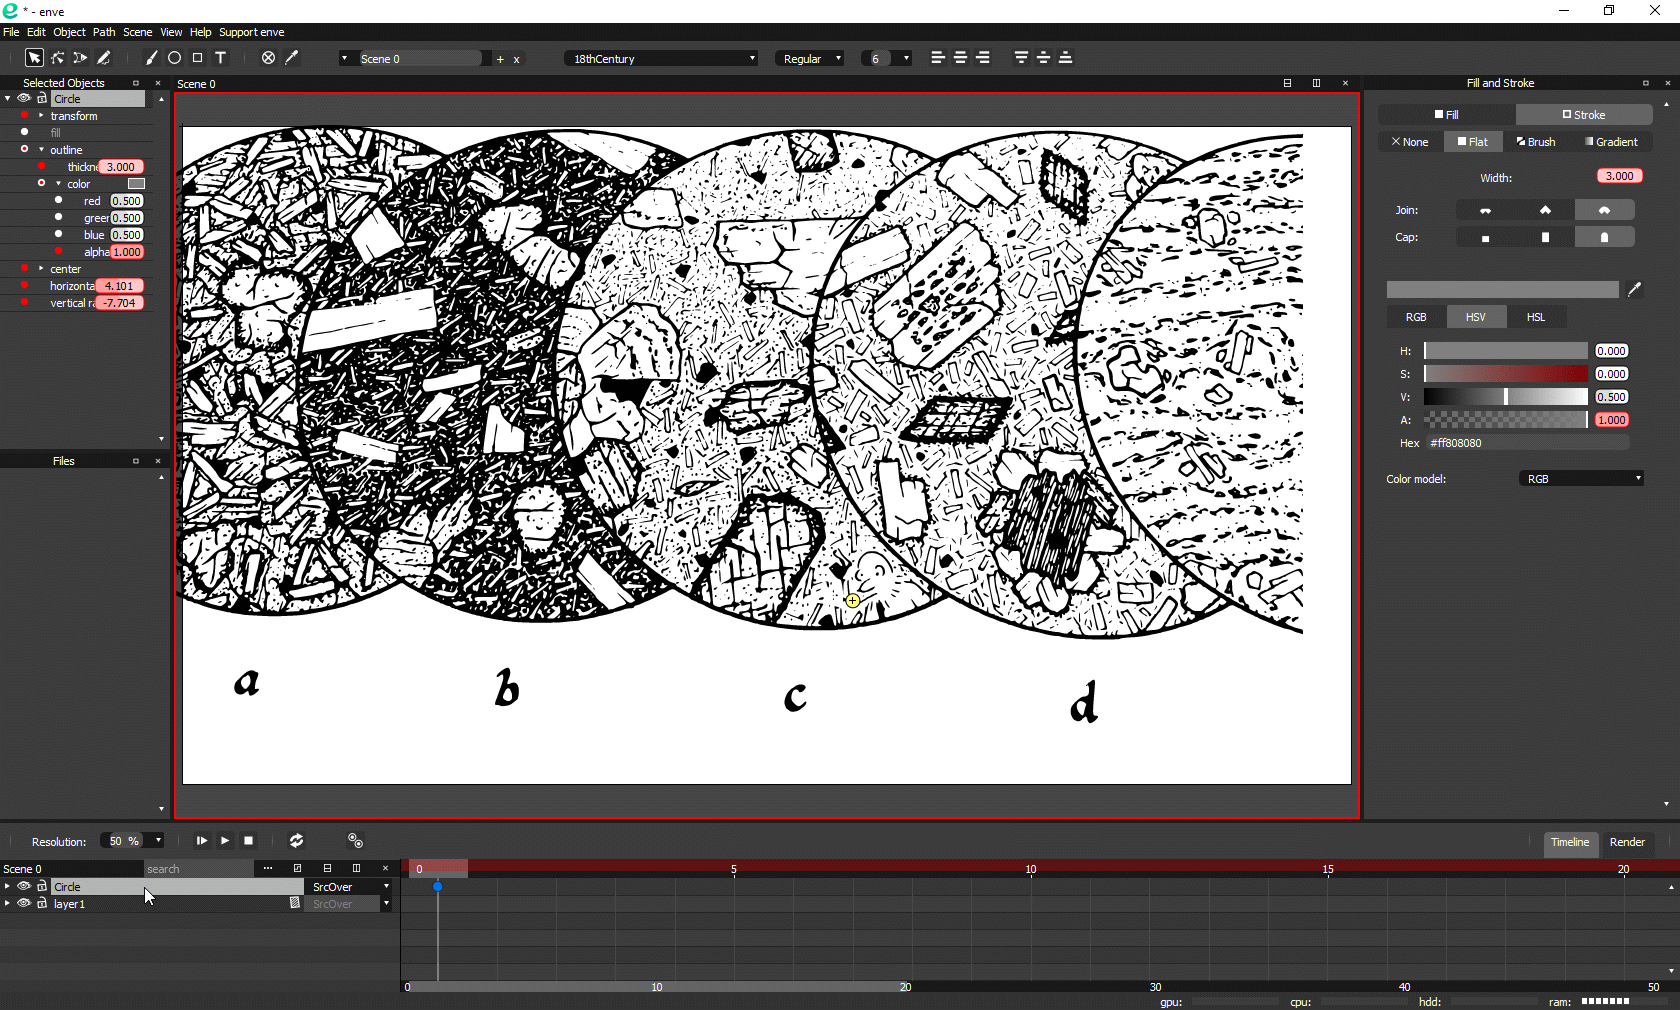 * - enve
File Edit Object Path Scene View Help Support enve
Scene 0 + x 18thCentury Regular 6
Selected Objects
Circle
transform
fill
outline
thickne 3.000
color
red 0.500
green 0.500
blue 0.500
alpha 1.000
center
horizonta 4.101
vertical ra -7.704
Files
Scene 0
a b c d
Fill and Stroke
Fill Stroke
None Flat Brush Gradient
Width: 3.000
Join:
Cap:
RGB HSV HSL
H: 0.000
S: 0.000
V: 0.500
A: 1.000
Hex #ff808080
Color model: RGB
Resolution: 50 % Timeline Render
Scene 0 search ... 0 5 10 15 20
Circle SrcOver
layer1 SrcOver
0 10 20 30 40 50
gpu: cpu: hdd: ram: